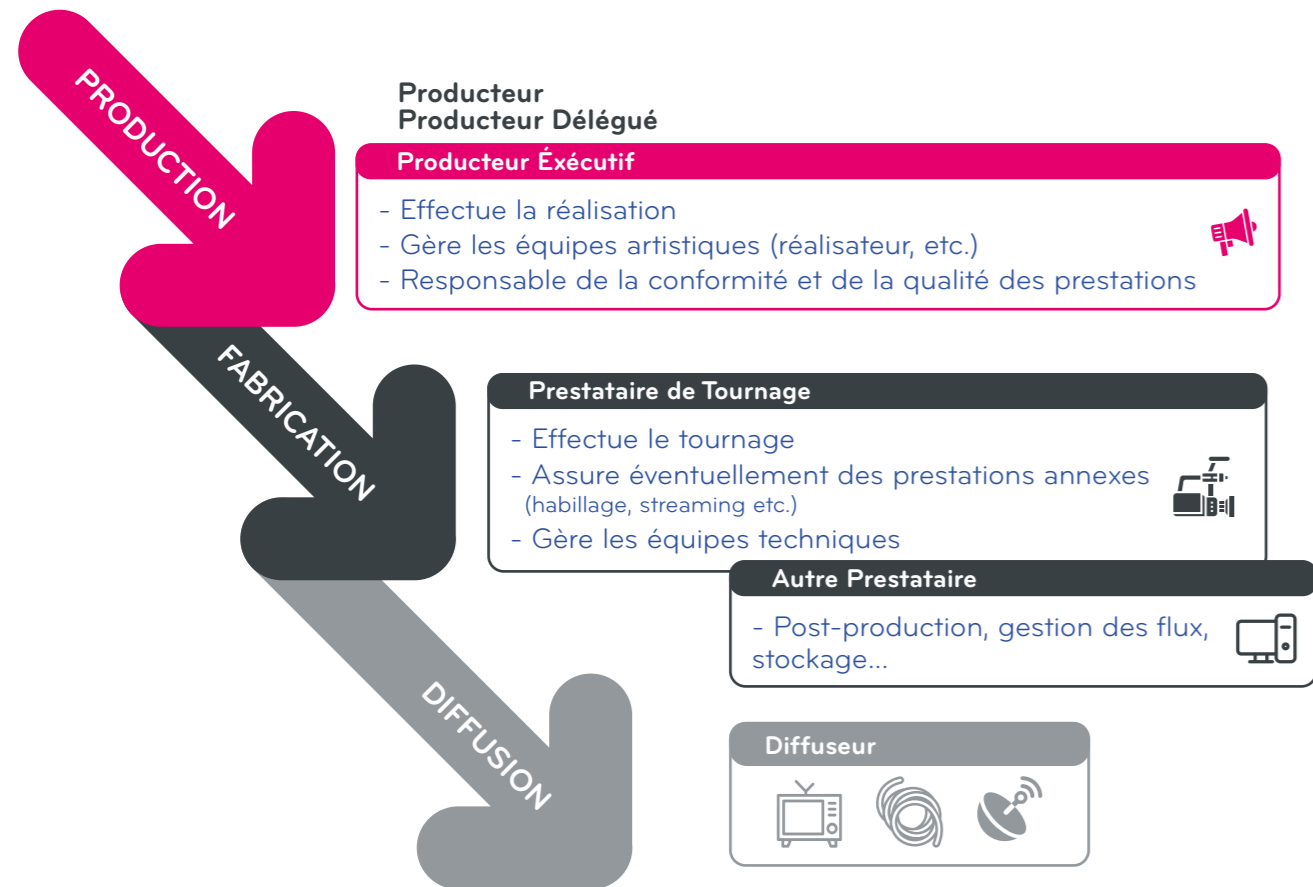 PRODUCTION
Producteur
Producteur Délégué
Producteur Éxécutif
- Effectue la réalisation
- Gère les équipes artistiques (réalisateur, etc.)
- Responsable de la conformité et de la qualité des prestations
FABRICATION
Prestataire de Tournage
- Effectue le tournage
- Assure éventuellement des prestations annexes
(habillage, streaming etc.)
- Gère les équipes techniques
Autre Prestataire
- Post-production, gestion des flux,
stockage...
DIFFUSION
Diffuseur